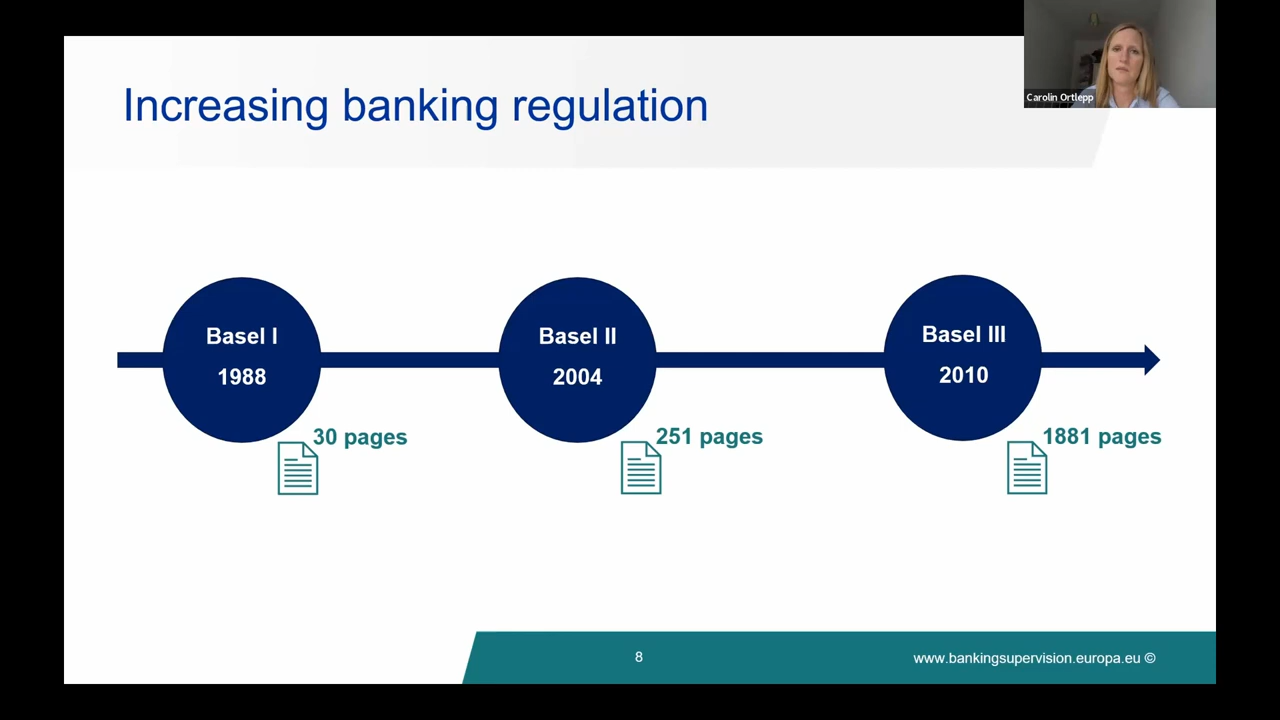 Carolin Ortlepp
Increasing banking regulation
Basel I
1988
30 pages
Basel II
2004
251 pages
Basel III
2010
1881 pages
8
www.bankingsupervision.europa.eu ©